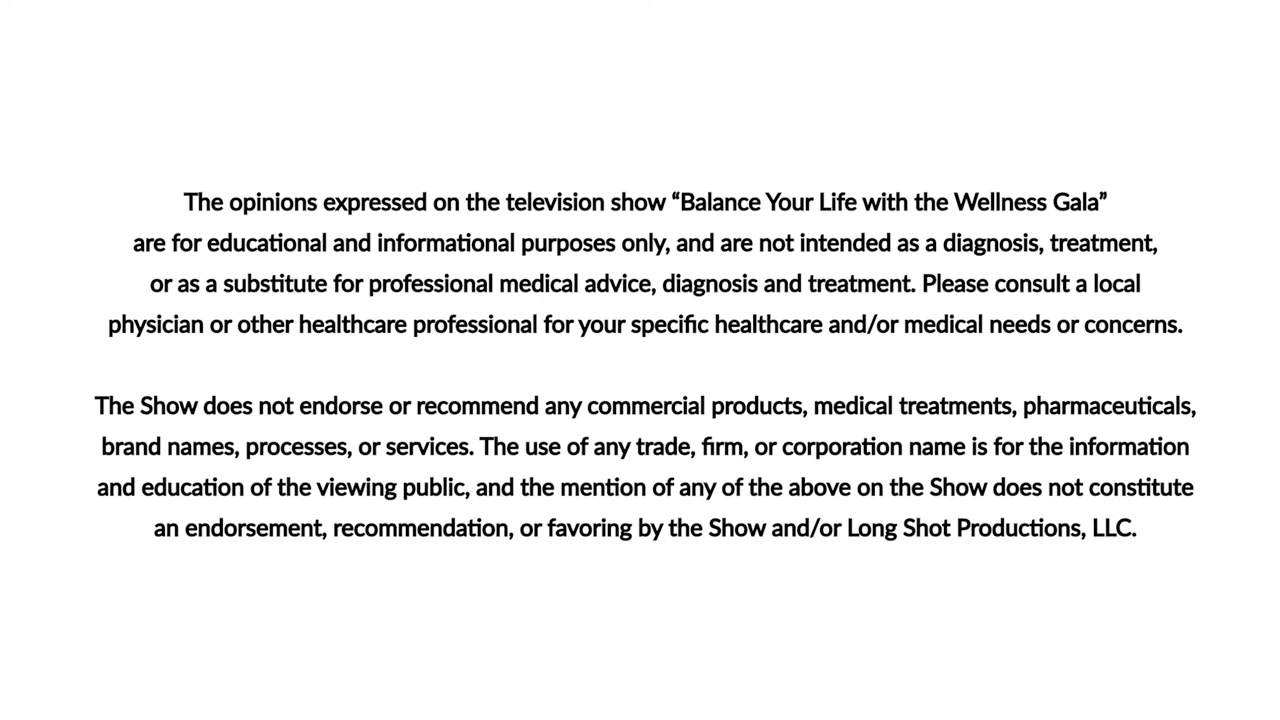 The opinions expressed on the television show “Balance Your Life with the Wellness Gala”
are for educational and informational purposes only, and are not intended as a diagnosis, treatment,
or as a substitute for professional medical advice, diagnosis and treatment. Please consult a local
physician or other healthcare professional for your specific healthcare and/or medical needs or concerns.
The Show does not endorse or recommend any commercial products, medical treatments, pharmaceuticals,
brand names, processes, or services. The use of any trade, firm, or corporation name is for the information
and education of the viewing public, and the mention of any of the above on the Show does not constitute
an endorsement, recommendation, or favoring by the Show and/or Long Shot Productions, LLC.